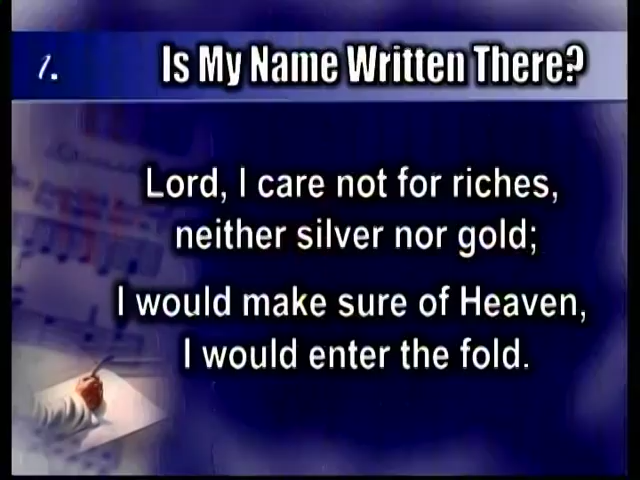 1. Is My Name Written There?
Lord, I care not for riches,
neither silver nor gold;
I would make sure of Heaven,
I would enter the fold.